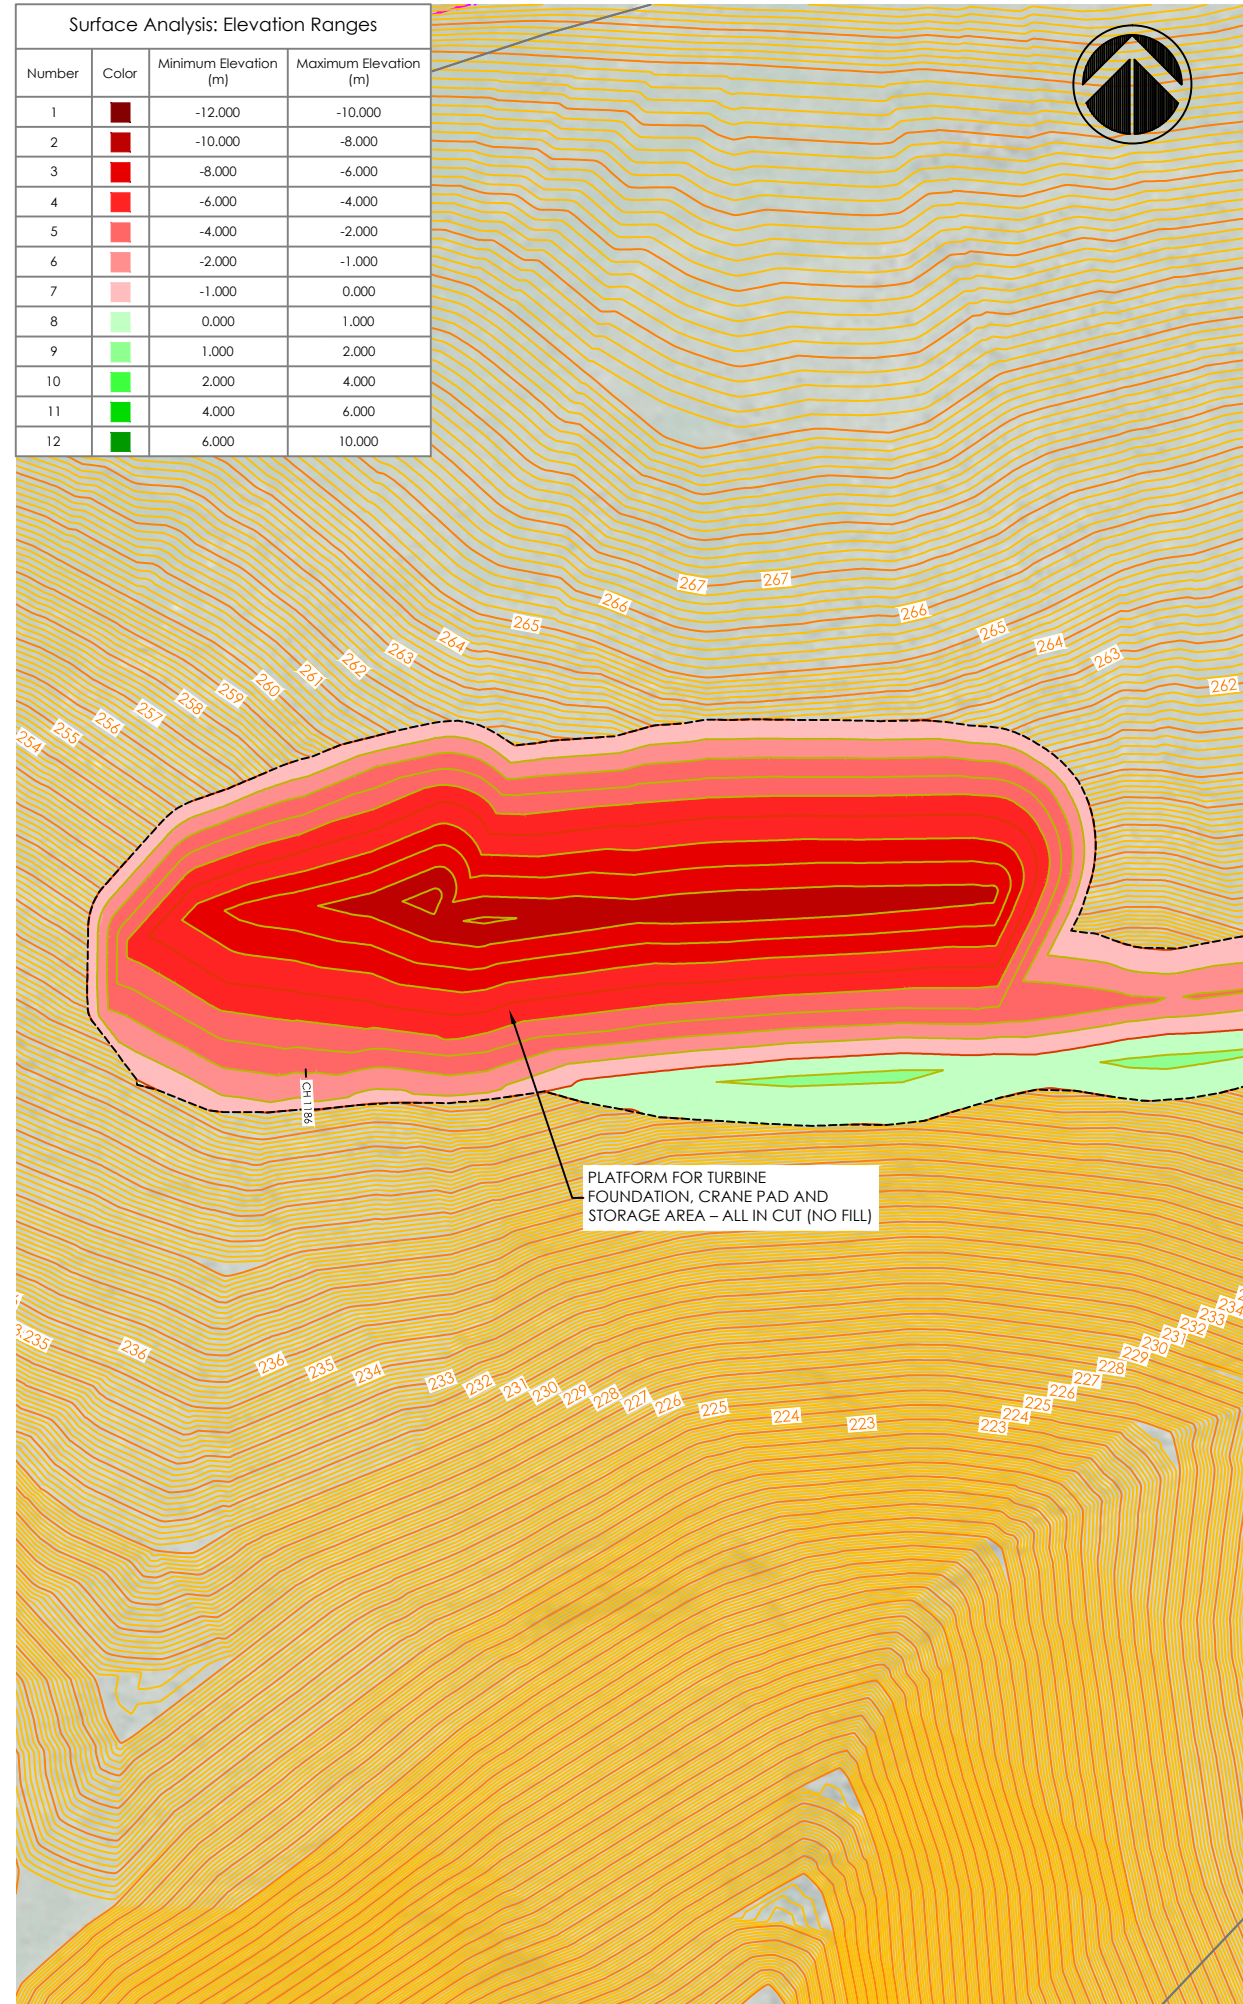 Surface Analysis: Elevation Ranges
Number Color Minimum Elevation (m) Maximum Elevation (m)
1 -12.000 -10.000
2 -10.000 -8.000
3 -8.000 -6.000
4 -6.000 -4.000
5 -4.000 -2.000
6 -2.000 -1.000
7 -1.000 0.000
8 0.000 1.000
9 1.000 2.000
10 2.000 4.000
11 4.000 6.000
12 6.000 10.000
267
267
266
266
265
265
264
264
263
263
262
262
261
260
259
258
257
256
255
254
CH 1186
PLATFORM FOR TURBINE
FOUNDATION, CRANE PAD AND
STORAGE AREA – ALL IN CUT (NO FILL)
235
236
236
235
234
233
232
231
230
229
228
227
226
225
224
223
223
224
225
226
227
228
229
230
231
232
233
234